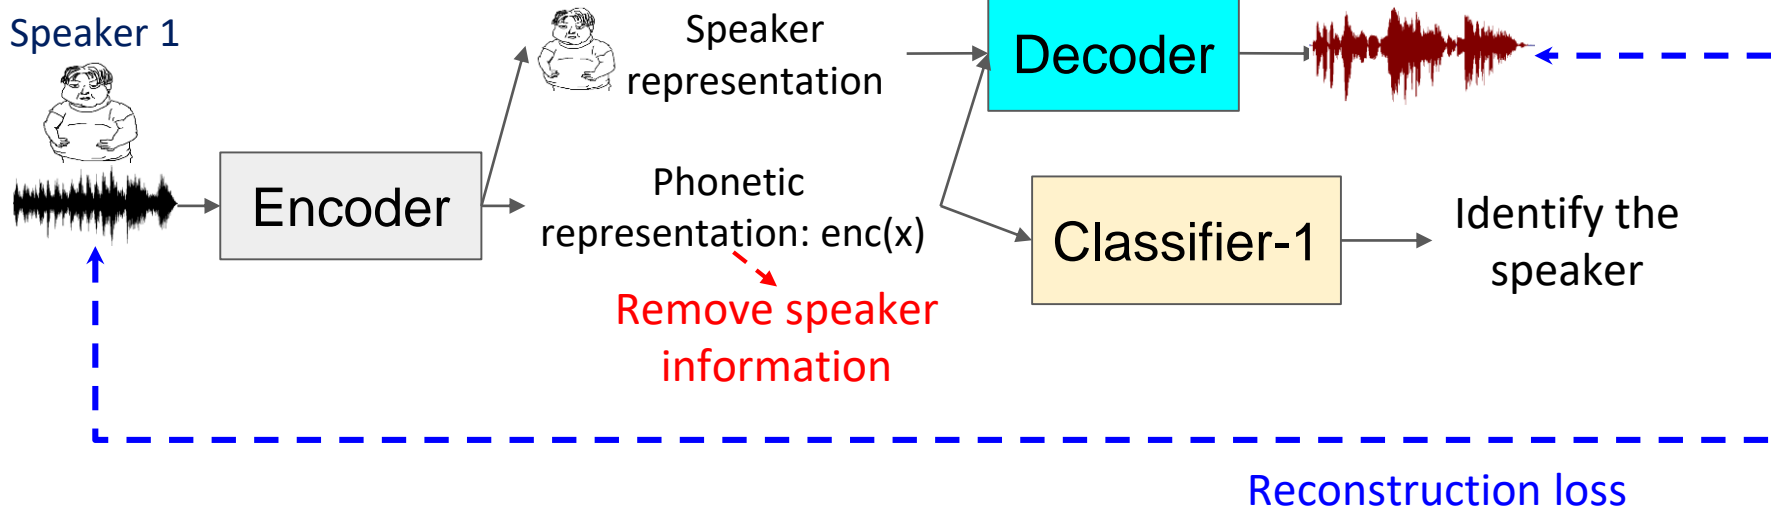 Speaker 1
Speaker
representation
Decoder
Encoder
Phonetic
representation: enc(x)
Remove speaker
information
Classifier-1
Identify the
speaker
Reconstruction loss